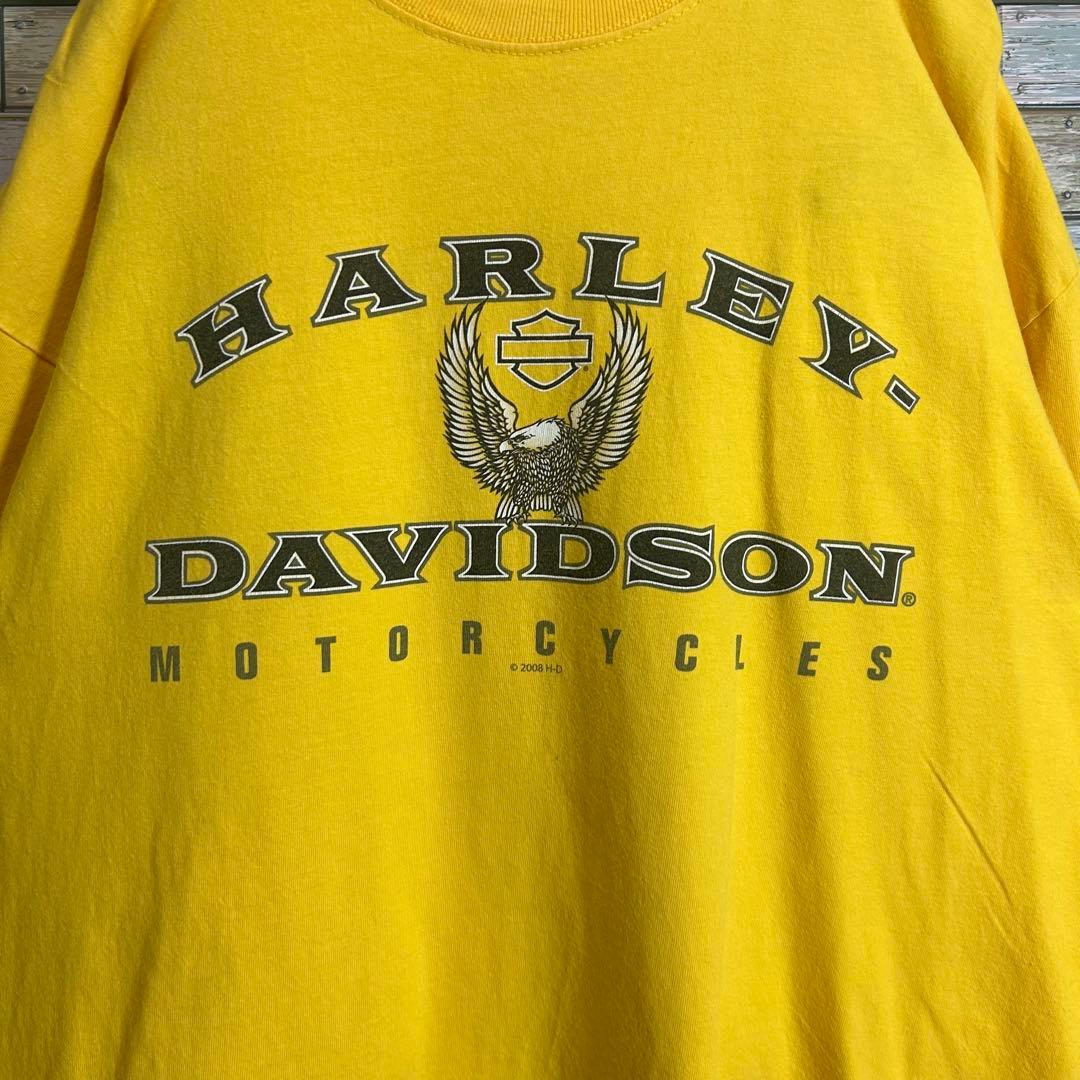 HARLEY-
DAVIDSON®
MOTORCYCLES
© 2008 H-D